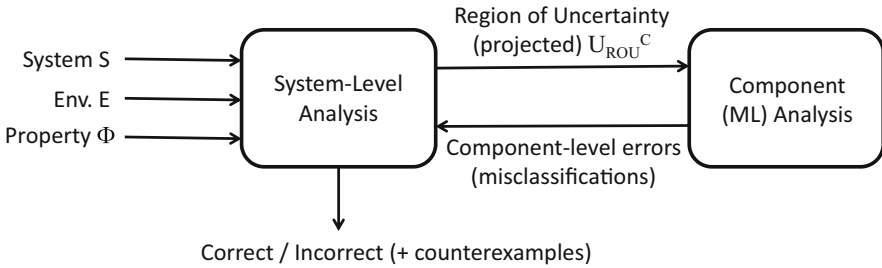 System S
Env. E
Property Φ
System-Level
Analysis
Region of Uncertainty
(projected) U_ROU^C
Component-level errors
(misclassifications)
Component
(ML) Analysis
Correct / Incorrect (+ counterexamples)